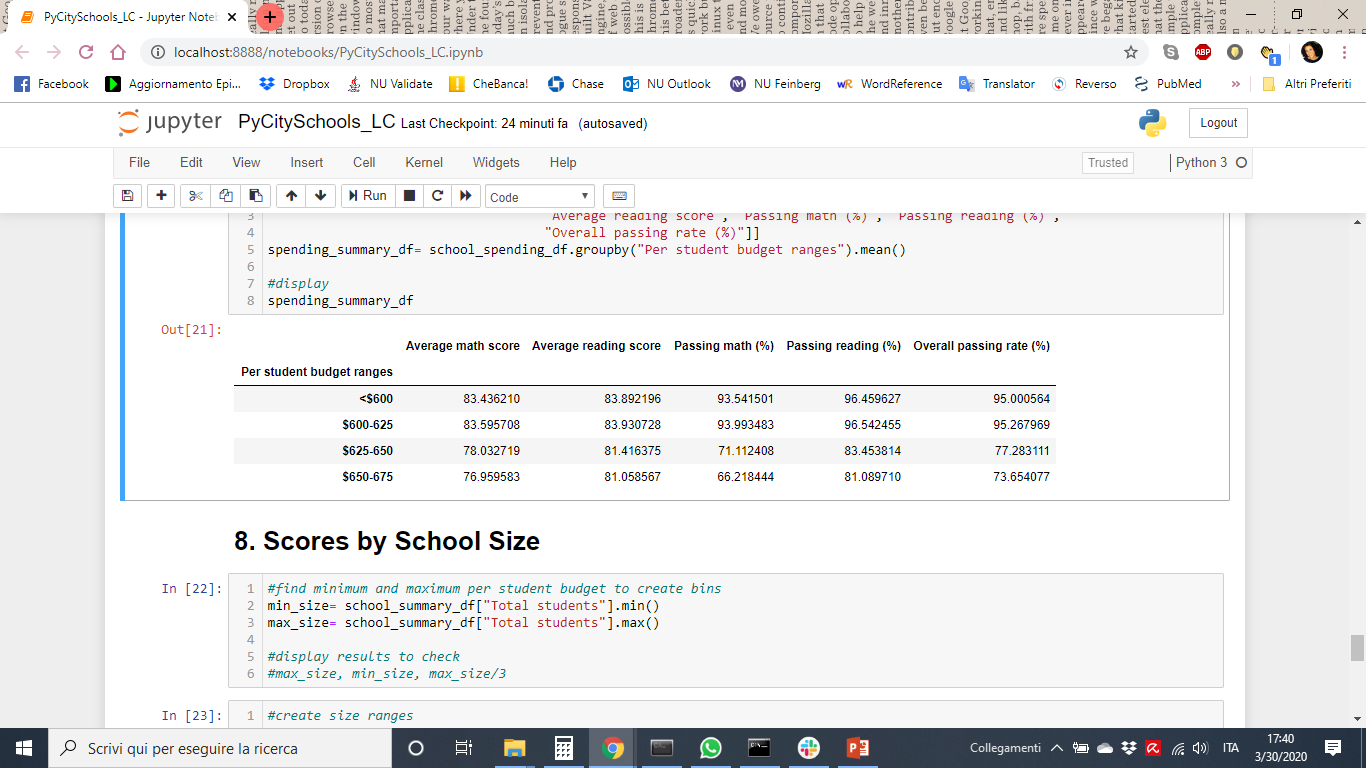 PyCitySchools_LC - Jupyter Noteb
localhost:8888/notebooks/PyCitySchools_LC.ipynb
ABP
1
Facebook
Aggiornamento Epi...
Dropbox
NU Validate
CheBanca!
Chase
NU Outlook
NU Feinberg
WordReference
Translator
Reverso
PubMed
»
Altri Preferiti
jupyter PyCitySchools_LC Last Checkpoint: 24 minuti fa (autosaved)
Logout
File Edit View Insert Cell Kernel Widgets Help
Trusted
Python 3
Run
Code
3 Average reading score", "Passing math (%)", "Passing reading (%)",
4 "Overall passing rate (%)"]]
5 spending_summary_df= school_spending_df.groupby("Per student budget ranges").mean()
6
7 #display
8 spending_summary_df
Out[21]:
Average math score Average reading score Passing math (%) Passing reading (%) Overall passing rate (%)
Per student budget ranges
<$600 83.436210 83.892196 93.541501 96.459627 95.000564
$600-625 83.595708 83.930728 93.993483 96.542455 95.267969
$625-650 78.032719 81.416375 71.112408 83.453814 77.283111
$650-675 76.959583 81.058567 66.218444 81.089710 73.654077
8. Scores by School Size
In [22]:
1 #find minimum and maximum per student budget to create bins
2 min_size= school_summary_df["Total students"].min()
3 max_size= school_summary_df["Total students"].max()
4
5 #display results to check
6 #max_size, min_size, max_size/3
In [23]:
1 #create size ranges
Scrivi qui per eseguire la ricerca
Collegamenti
ITA
17:40
3/30/2020